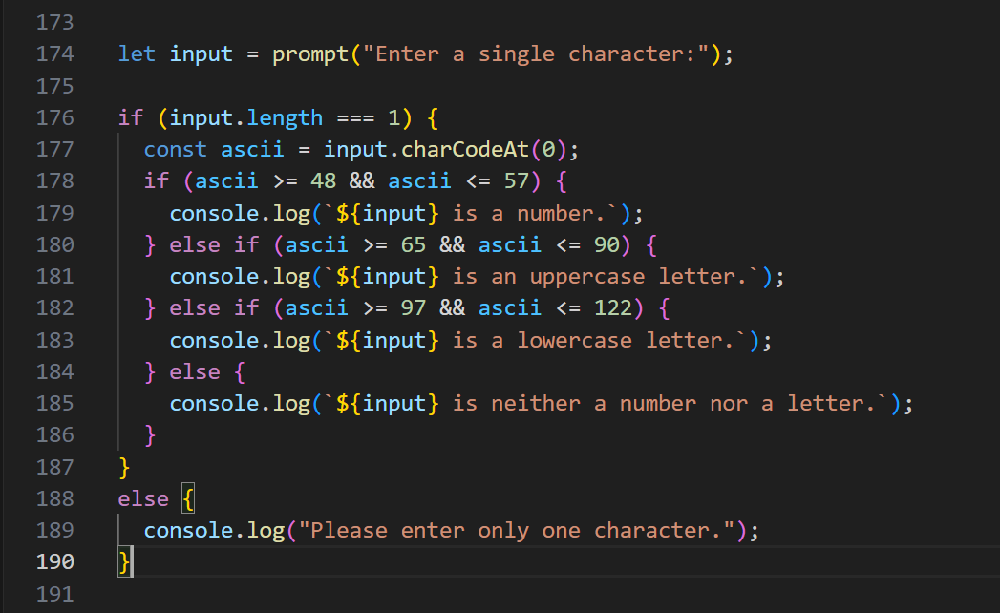 173
174 let input = prompt("Enter a single character:");
175
176 if (input.length === 1) {
177   const ascii = input.charCodeAt(0);
178   if (ascii >= 48 && ascii <= 57) {
179     console.log(`${input} is a number.`);
180   } else if (ascii >= 65 && ascii <= 90) {
181     console.log(`${input} is an uppercase letter.`);
182   } else if (ascii >= 97 && ascii <= 122) {
183     console.log(`${input} is a lowercase letter.`);
184   } else {
185     console.log(`${input} is neither a number nor a letter.`);
186   }
187 }
188 else {
189   console.log("Please enter only one character.");
190 }
191